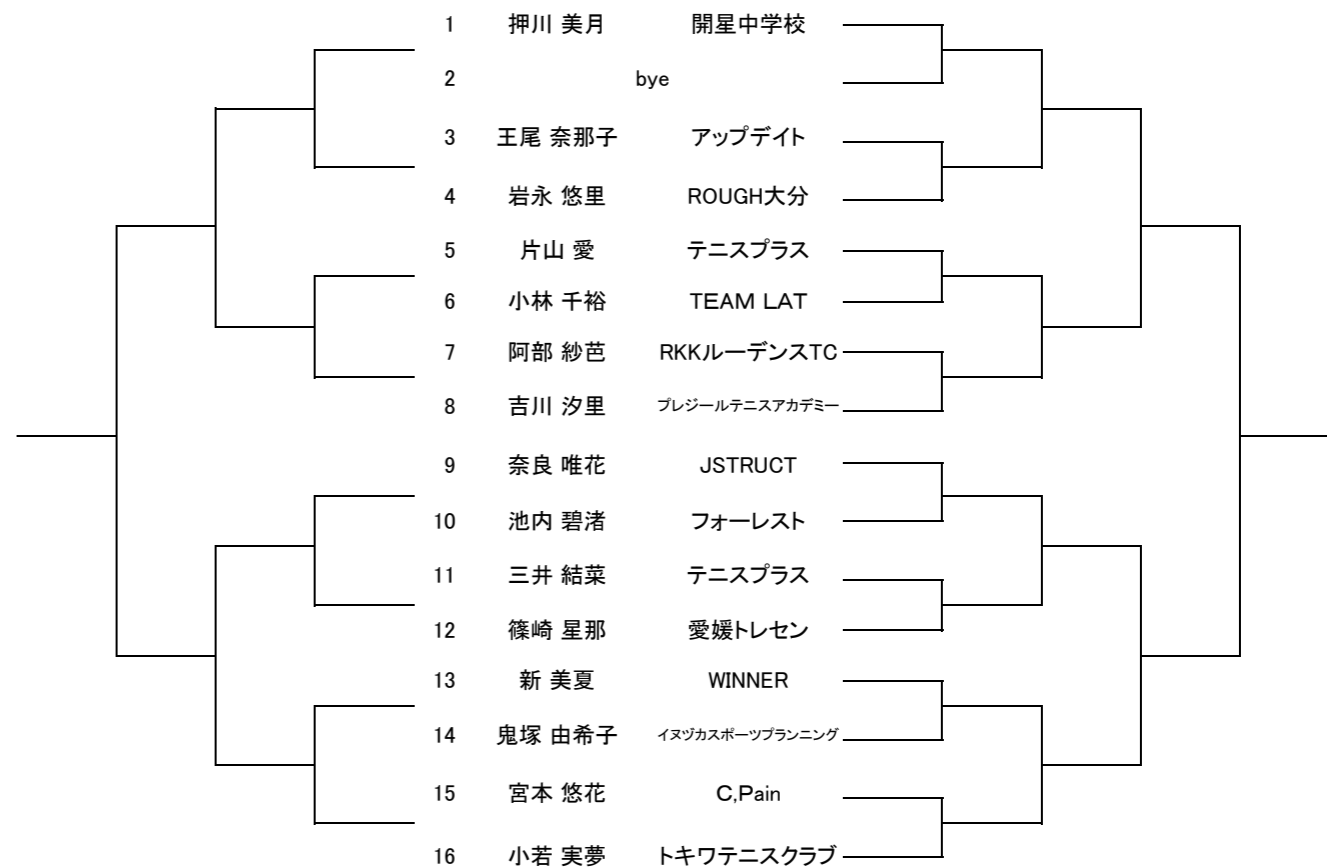 1 押川 美月 開星中学校
2 bye
3 王尾 奈那子 アップデイト
4 岩永 悠里 ROUGH大分
5 片山 愛 テニスプラス
6 小林 千裕 TEAM LAT
7 阿部 紗芭 RKKルーデンスTC
8 吉川 汐里 プレジールテニスアカデミー
9 奈良 唯花 JSTRUCT
10 池内 碧渚 フォーレスト
11 三井 結菜 テニスプラス
12 篠崎 星那 愛媛トレセン
13 新 美夏 WINNER
14 鬼塚 由希子 イヌヅカスポーツプランニング
15 宮本 悠花 C,Pain
16 小若 実夢 トキワテニスクラブ